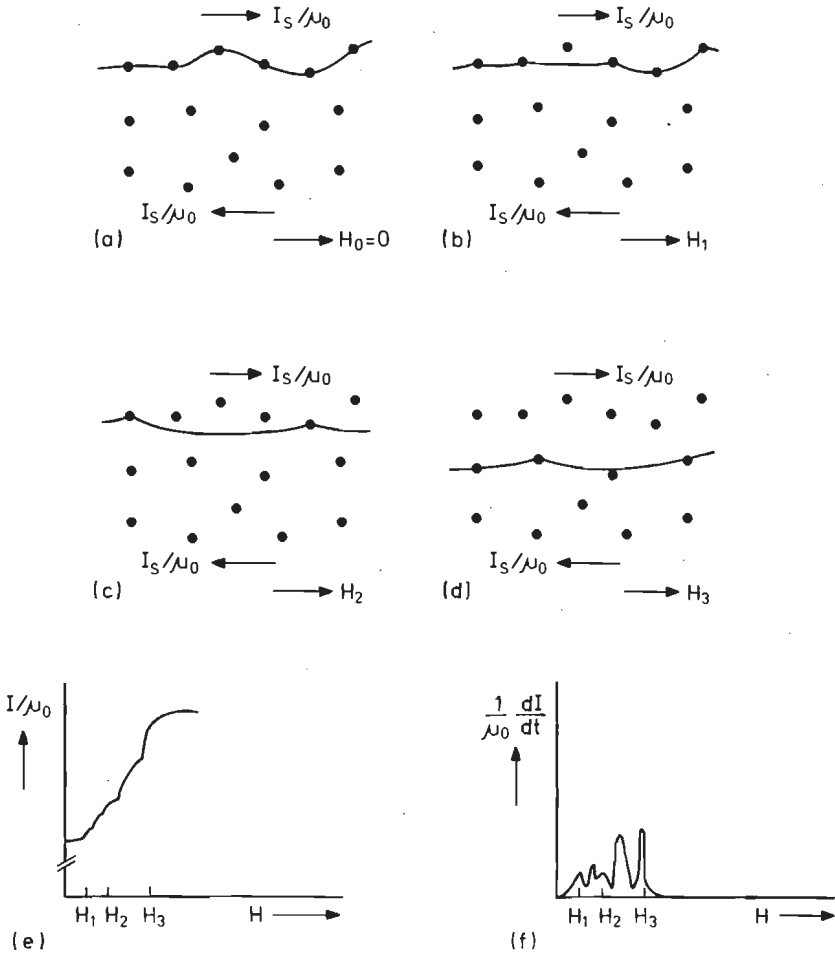 I_S/μ_0
I_S/μ_0
(a)
H_0=0
I_S/μ_0
I_S/μ_0
(b)
H_1
I_S/μ_0
I_S/μ_0
(c)
H_2
I_S/μ_0
I_S/μ_0
(d)
H_3
I/μ_0
H_1 H_2 H_3 H
(e)
1/μ_0 dI/dt
H_1 H_2 H_3 H
(f)